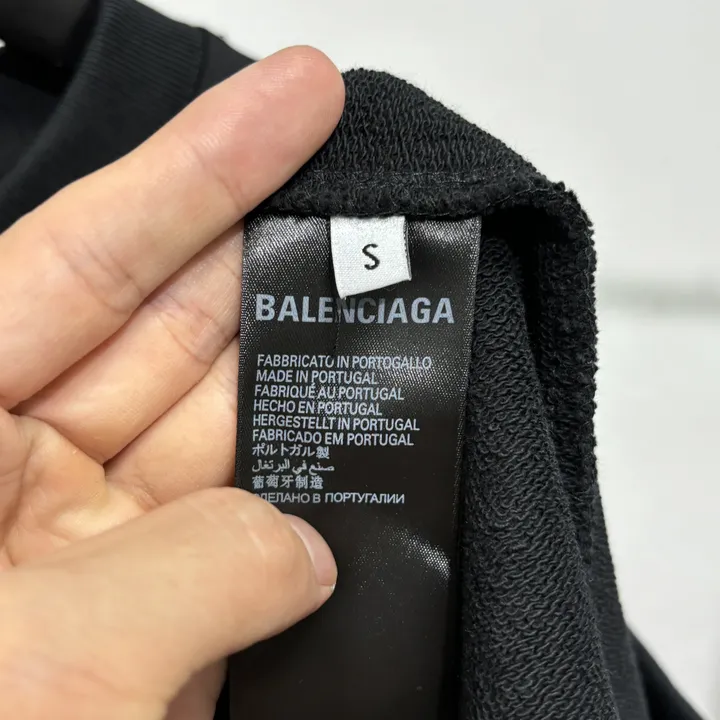 S
BALENCIAGA
FABBRICATO IN PORTOGALLO
MADE IN PORTUGAL
FABRIQUÉ AU PORTUGAL
HECHO EN PORTUGAL
HERGESTELLT IN PORTUGAL
FABRICADO EM PORTUGAL
ポルトガル製
صنع في البرتغال
葡萄牙制造
СДЕЛАНО В ПОРТУГАЛИИ